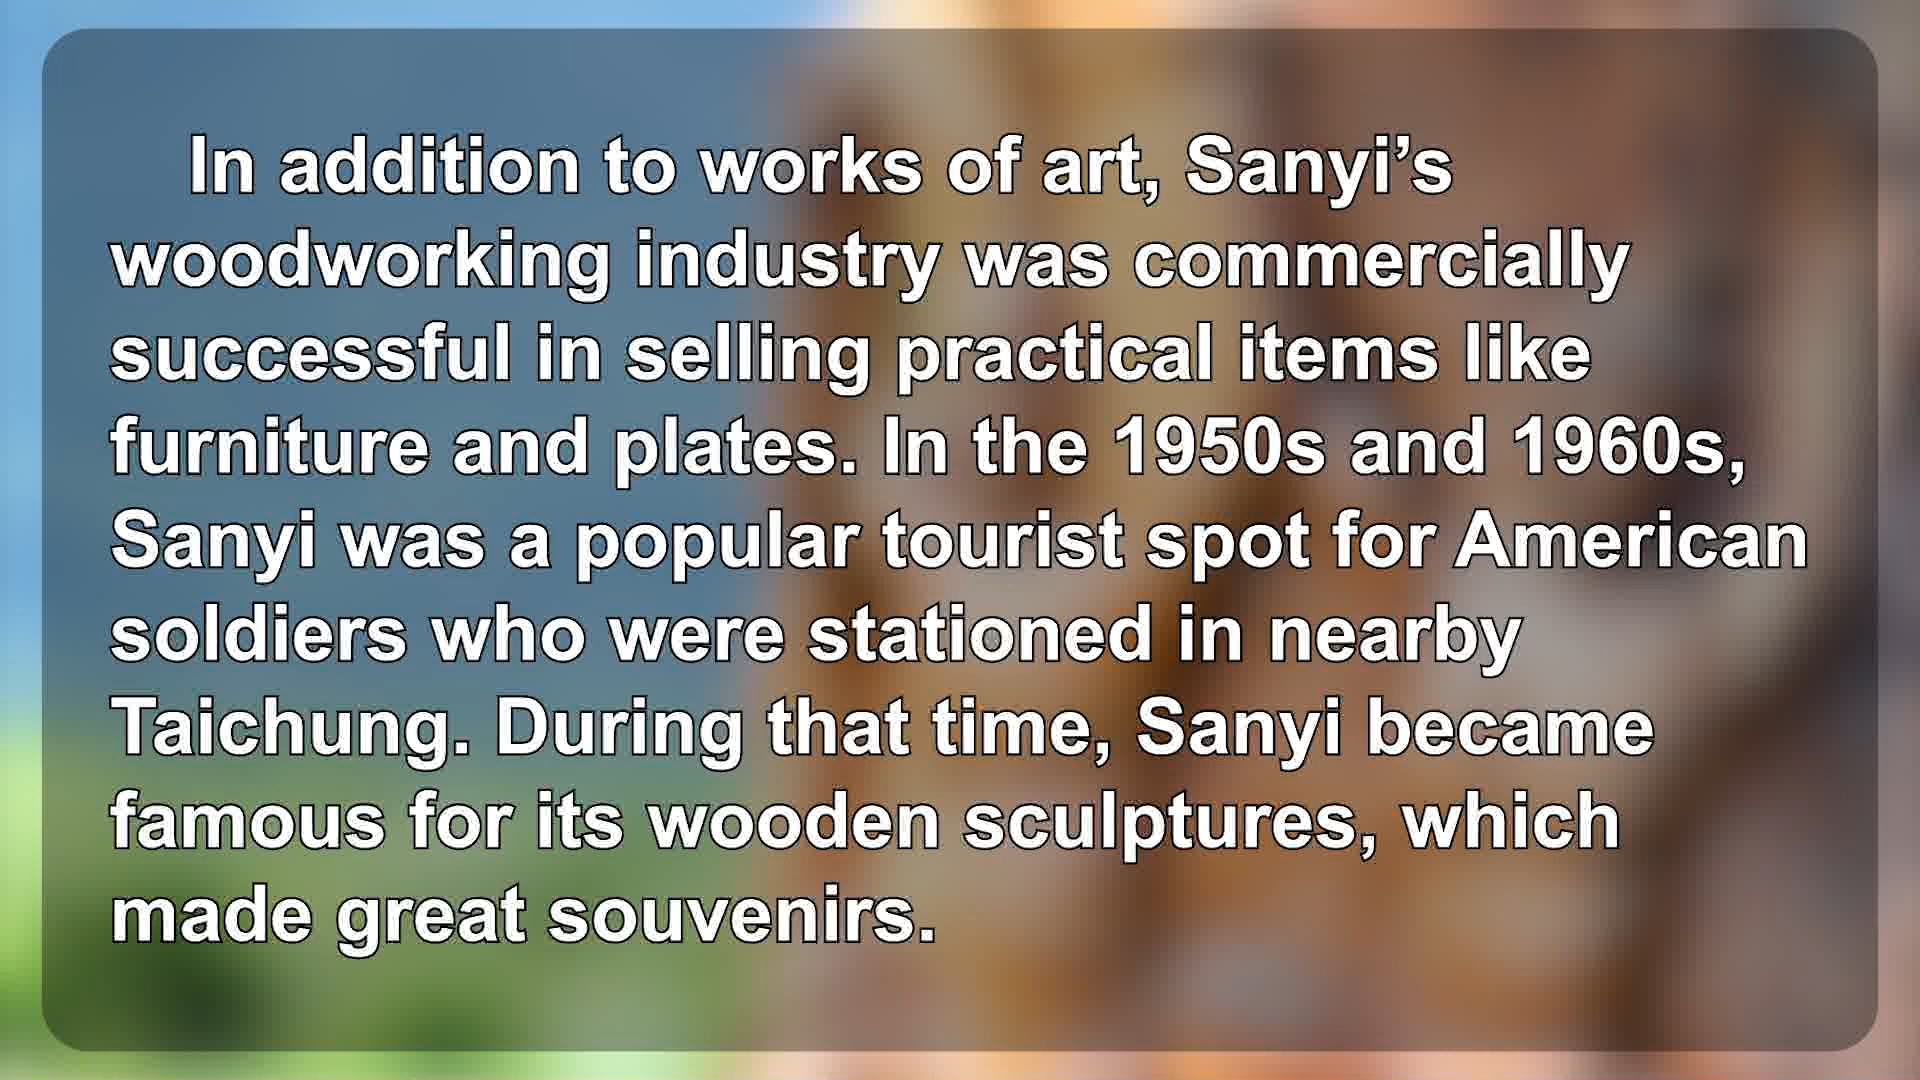 In addition to works of art, Sanyi’s
woodworking industry was commercially
successful in selling practical items like
furniture and plates. In the 1950s and 1960s,
Sanyi was a popular tourist spot for American
soldiers who were stationed in nearby
Taichung. During that time, Sanyi became
famous for its wooden sculptures, which
made great souvenirs.